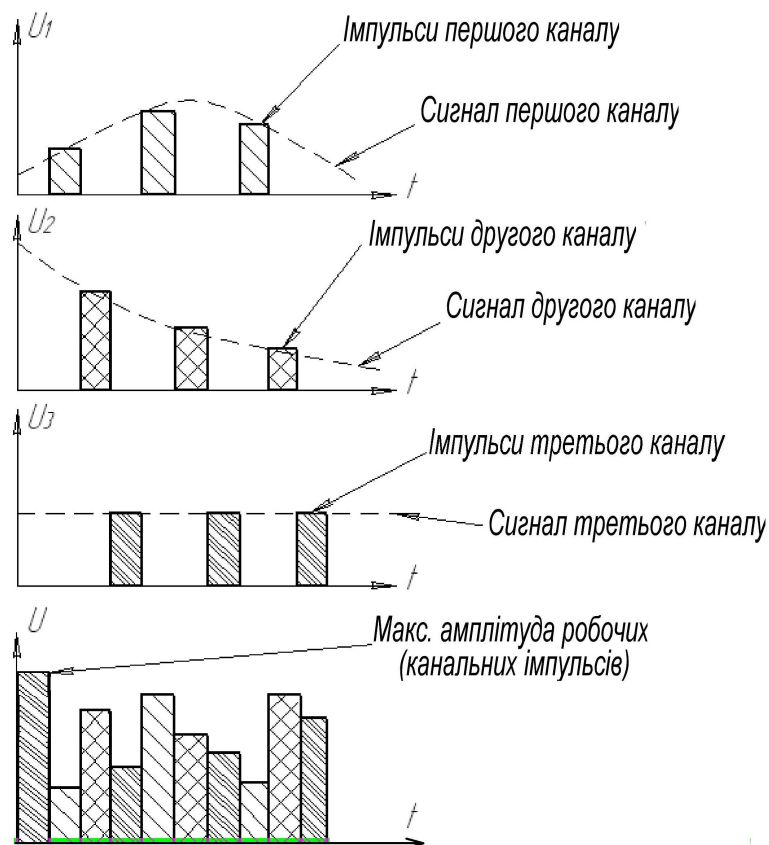 U1
Імпульси першого каналу
Сигнал першого каналу
t
U2
Імпульси другого каналу
Сигнал другого каналу
t
U3
Імпульси третього каналу
Сигнал третього каналу
t
U
Макс. амплітуда робочих
(канальних імпульсів)
t